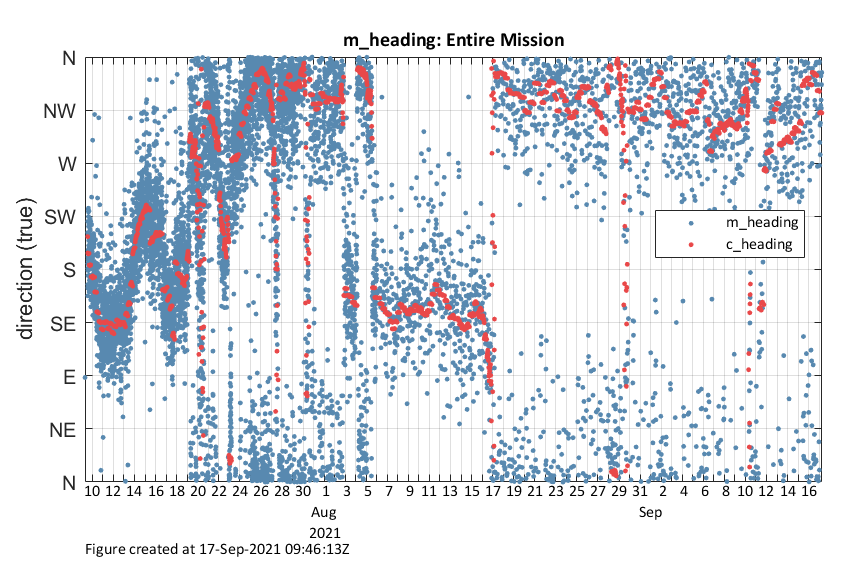 m_heading: Entire Mission
N
NW
W
SW
S
SE
E
NE
N
direction (true)
m_heading
c_heading
10 12 14 16 18 20 22 24 26 28 30 1 3 5 7 9 11 13 15 17 19 21 23 25 27 29 31 2 4 6 8 10 12 14 16
Aug Sep
2021
Figure created at 17-Sep-2021 09:46:13Z